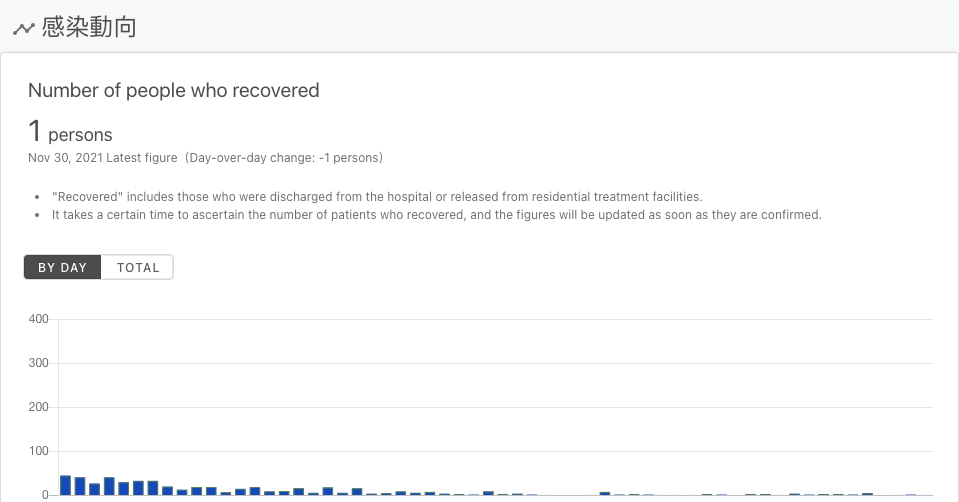 感染動向
Number of people who recovered
1 persons
Nov 30, 2021 Latest figure (Day-over-day change: -1 persons)
• "Recovered" includes those who were discharged from the hospital or released from residential treatment facilities.
• It takes a certain time to ascertain the number of patients who recovered, and the figures will be updated as soon as they are confirmed.
BY DAY TOTAL
400
300
200
100
0